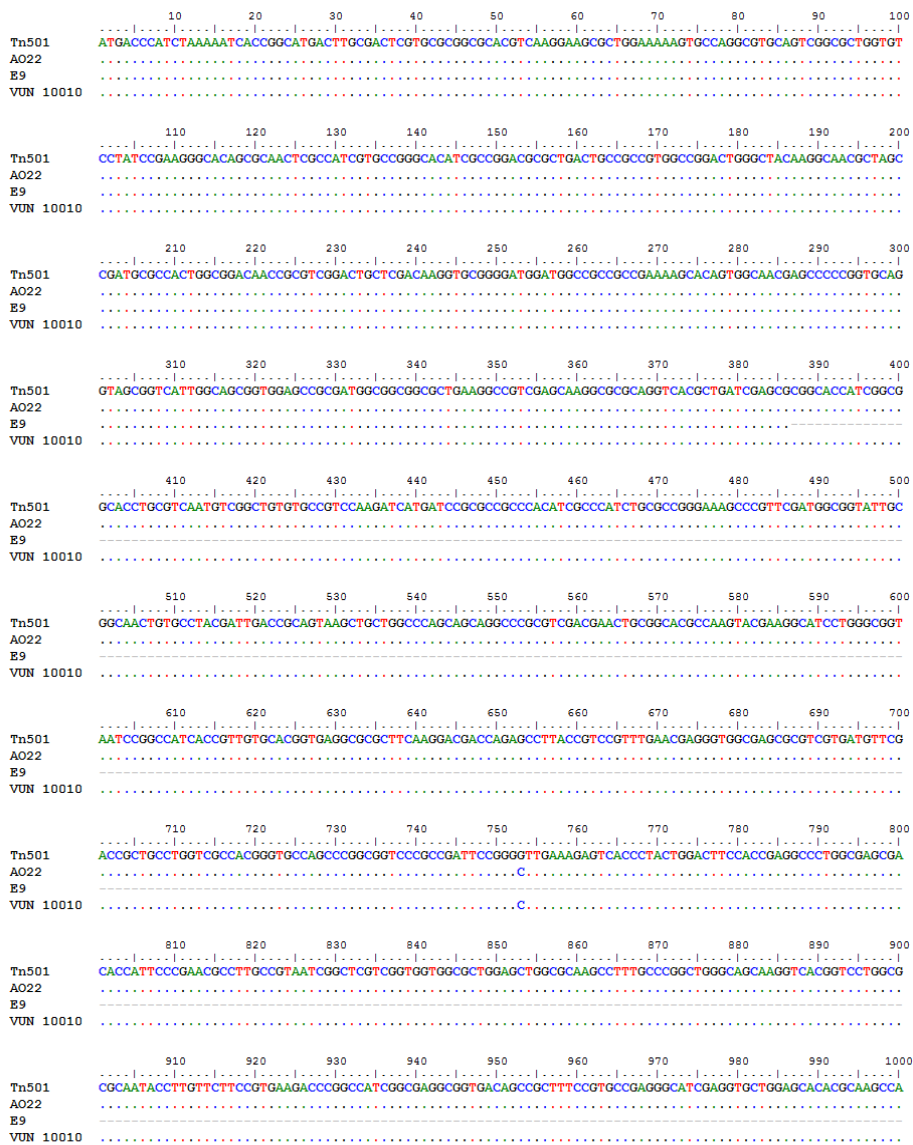 10 20 30 40 50 60 70 80 90 100
....|....|....|....|....|....|....|....|....|....|....|....|....|....|....|....|....|....|....|....|
Tn501 ATGACCCATCTAAAAATCACCGGCATGACTTGCGACTCGTGCGCGGCGCACGTCAAGGAAGCGCTGGAAAAAGTGCCAGGCGTGCAGTCGGCGCTGGTGT
AO22 ....................................................................................................
E9 ....................................................................................................
VUN 10010 ....................................................................................................
110 120 130 140 150 160 170 180 190 200
....|....|....|....|....|....|....|....|....|....|....|....|....|....|....|....|....|....|....|....|
Tn501 CCTATCCGAAGGGCACAGCGCAACTCGCCATCGTGCCGGGCACATCGCCGGACGCGCTGACTGCCGCCGTGGCCGGACTGGGCTACAAGGCAACGCTAGC
AO22 ....................................................................................................
E9 ....................................................................................................
VUN 10010 ....................................................................................................
210 220 230 240 250 260 270 280 290 300
....|....|....|....|....|....|....|....|....|....|....|....|....|....|....|....|....|....|....|....|
Tn501 CGATGCGCCACTGGCGGACAACCGCGTCGGACTGCTCGACAAGGTGCGGGGATGGATGGCCGCCGCCGAAAAGCACAGTGGCAACGAGCCCCCGGTGCAG
AO22 ....................................................................................................
E9 ....................................................................................................
VUN 10010 ....................................................................................................
310 320 330 340 350 360 370 380 390 400
....|....|....|....|....|....|....|....|....|....|....|....|....|....|....|....|....|....|....|....|
Tn501 GTAGCGGTCATTGGCAGCGGTGGAGCCGCGATGGCGGCGGCGCTGAAGGCCGTCGAGCAAGGCGCGCAGGTCACGCTGATCGAGCGCGGCACCATCGGCG
AO22 ....................................................................................................
E9 ......................................................................................--------------
VUN 10010 ....................................................................................................
410 420 430 440 450 460 470 480 490 500
....|....|....|....|....|....|....|....|....|....|....|....|....|....|....|....|....|....|....|....|
Tn501 GCACCTGCGTCAATGTCGGCTGTGTGCCGTCCAAGATCATGATCCGCGCCGCCCACATCGCCCATCTGCGCCGGGAAAGCCCGTTCGATGGCGGTATTGC
AO22 ....................................................................................................
E9 ----------------------------------------------------------------------------------------------------
VUN 10010 ....................................................................................................
510 520 530 540 550 560 570 580 590 600
....|....|....|....|....|....|....|....|....|....|....|....|....|....|....|....|....|....|....|....|
Tn501 GGCAACTGTGCCTACGATTGACCGCAGTAAGCTGCTGGCCCAGCAGCAGGCCCGCGTCGACGAACTGCGGCACGCCAAGTACGAAGGCATCCTGGGCGGT
AO22 ....................................................................................................
E9 ----------------------------------------------------------------------------------------------------
VUN 10010 ....................................................................................................
610 620 630 640 650 660 670 680 690 700
....|....|....|....|....|....|....|....|....|....|....|....|....|....|....|....|....|....|....|....|
Tn501 AATCCGGCCATCACCGTTGTGCACGGTGAGGCGCGCTTCAAGGACGACCAGAGCCTTACCGTCCGTTTGAACGAGGGTGGCGAGCGCGTCGTGATGTTCG
AO22 ....................................................................................................
E9 ----------------------------------------------------------------------------------------------------
VUN 10010 ....................................................................................................
710 720 730 740 750 760 770 780 790 800
....|....|....|....|....|....|....|....|....|....|....|....|....|....|....|....|....|....|....|....|
Tn501 ACCGCTGCCTGGTCGCCACGGGTGCCAGCCCGGCGGTCCCGCCGATTCCGGGGTTGAAAGAGTCACCCTACTGGACTTCCACCGAGGCCCTGGCGAGCGA
AO22 ....................................................C...............................................
E9 ----------------------------------------------------------------------------------------------------
VUN 10010 ....................................................C...............................................
810 820 830 840 850 860 870 880 890 900
....|....|....|....|....|....|....|....|....|....|....|....|....|....|....|....|....|....|....|....|
Tn501 CACCATTCCCGAACGCCTTGCCGTAATCGGCTCGTCGGTGGTGGCGCTGGAGCTGGCGCAAGCCTTTGCCCGGCTGGGCAGCAAGGTCACGGTCCTGGCG
AO22 ....................................................................................................
E9 ----------------------------------------------------------------------------------------------------
VUN 10010 ....................................................................................................
910 920 930 940 950 960 970 980 990 1000
....|....|....|....|....|....|....|....|....|....|....|....|....|....|....|....|....|....|....|....|
Tn501 CGCAATACCTTGTTCTTCCGTGAAGACCCGGCCATCGGCGAGGCGGTGACAGCCGCTTTCCGTGCCGAGGGCATCGAGGTGCTGGAGCACACGCAAGCCA
AO22 ....................................................................................................
E9 ----------------------------------------------------------------------------------------------------
VUN 10010 ....................................................................................................